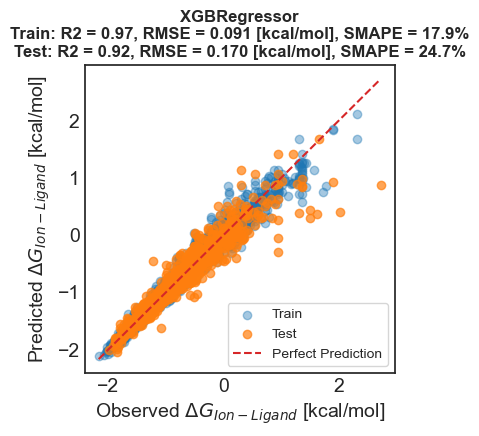 XGBRegressor
Train: R2 = 0.97, RMSE = 0.091 [kcal/mol], SMAPE = 17.9%
Test: R2 = 0.92, RMSE = 0.170 [kcal/mol], SMAPE = 24.7%
Predicted ΔG_{Ion−Ligand} [kcal/mol]
2
1
0
−1
−2
Train
Test
Perfect Prediction
−2
0
2
Observed ΔG_{Ion−Ligand} [kcal/mol]